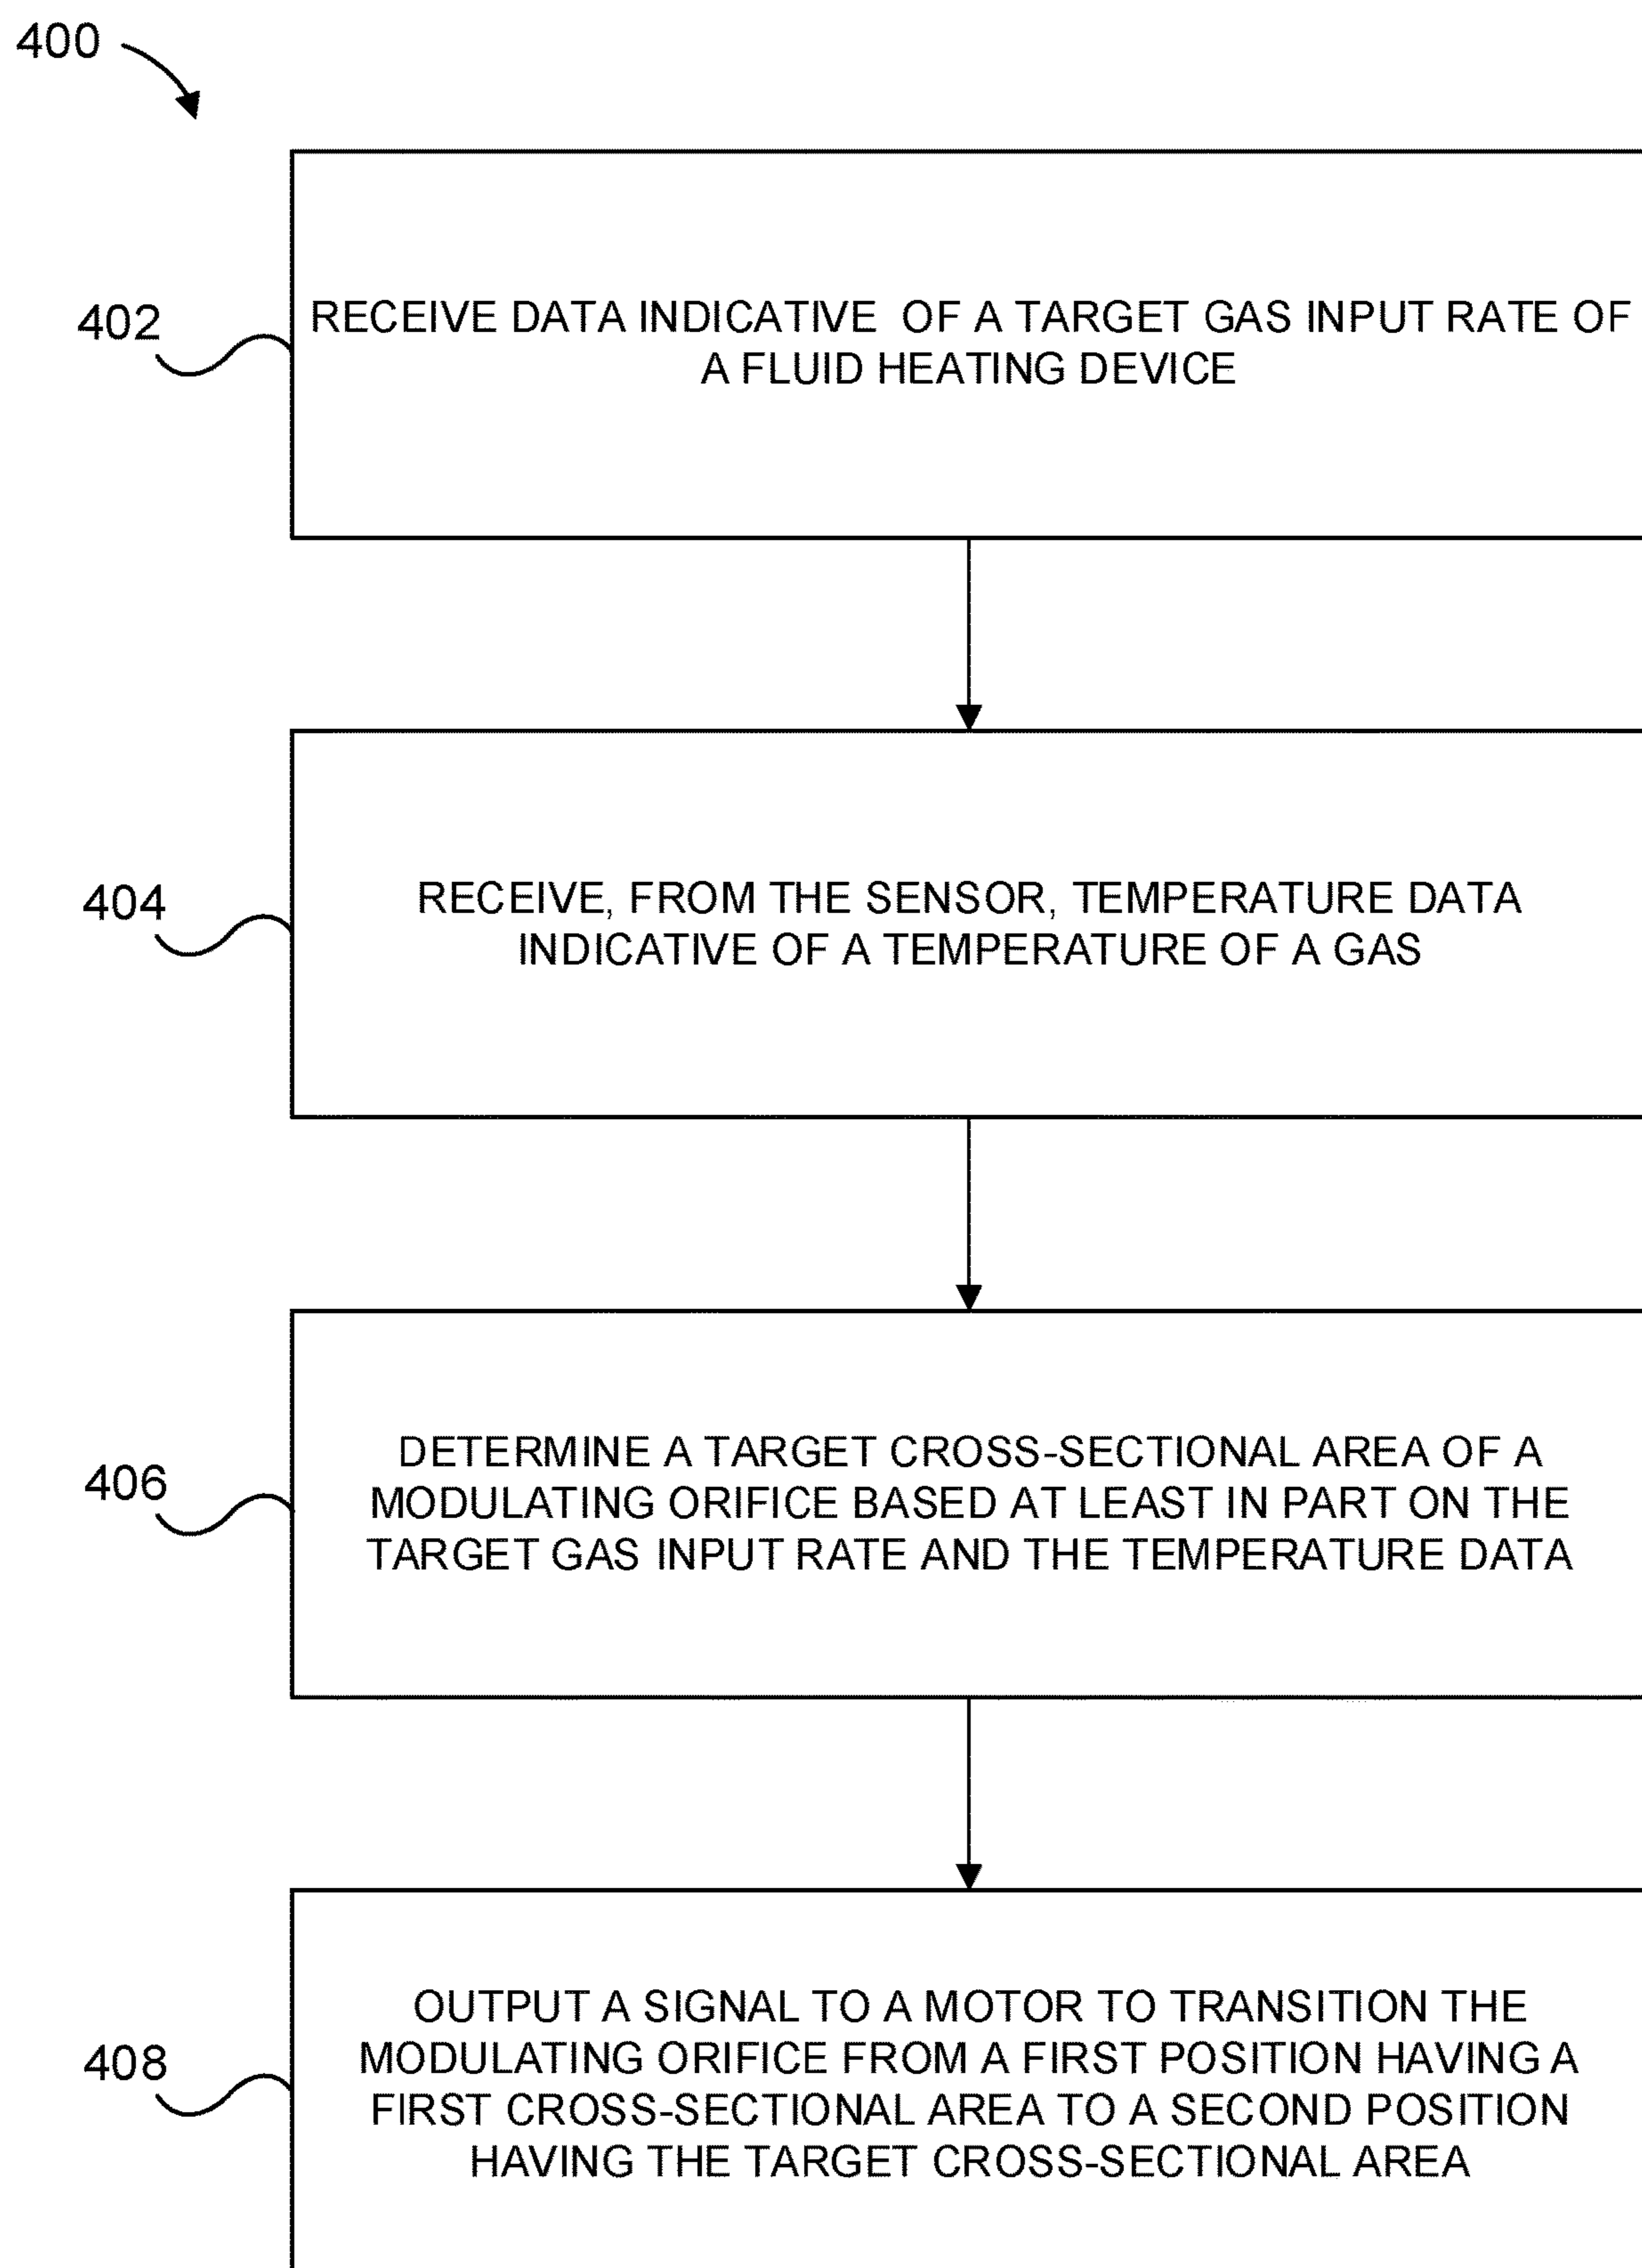 400
402
RECEIVE DATA INDICATIVE OF A TARGET GAS INPUT RATE OF
A FLUID HEATING DEVICE
404
RECEIVE, FROM THE SENSOR, TEMPERATURE DATA
INDICATIVE OF A TEMPERATURE OF A GAS
406
DETERMINE A TARGET CROSS-SECTIONAL AREA OF A
MODULATING ORIFICE BASED AT LEAST IN PART ON THE
TARGET GAS INPUT RATE AND THE TEMPERATURE DATA
408
OUTPUT A SIGNAL TO A MOTOR TO TRANSITION THE
MODULATING ORIFICE FROM A FIRST POSITION HAVING A
FIRST CROSS-SECTIONAL AREA TO A SECOND POSITION
HAVING THE TARGET CROSS-SECTIONAL AREA